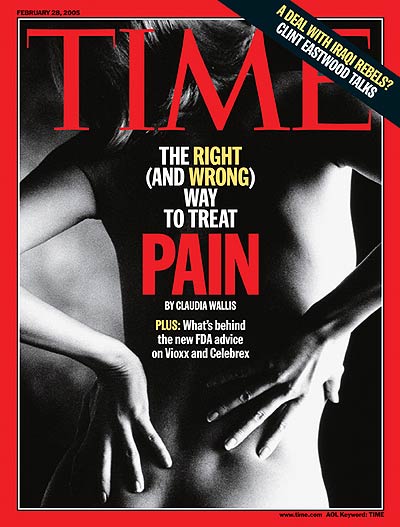 FEBRUARY 28, 2005
A DEAL WITH IRAQI REBELS?
CLINT EASTWOOD TALKS
TIME
THE RIGHT
(AND WRONG)
WAY
TO TREAT
PAIN
BY CLAUDIA WALLIS
PLUS: What's behind
the new FDA advice
on Vioxx and Celebrex
www.time.com AOL Keyword: TIME